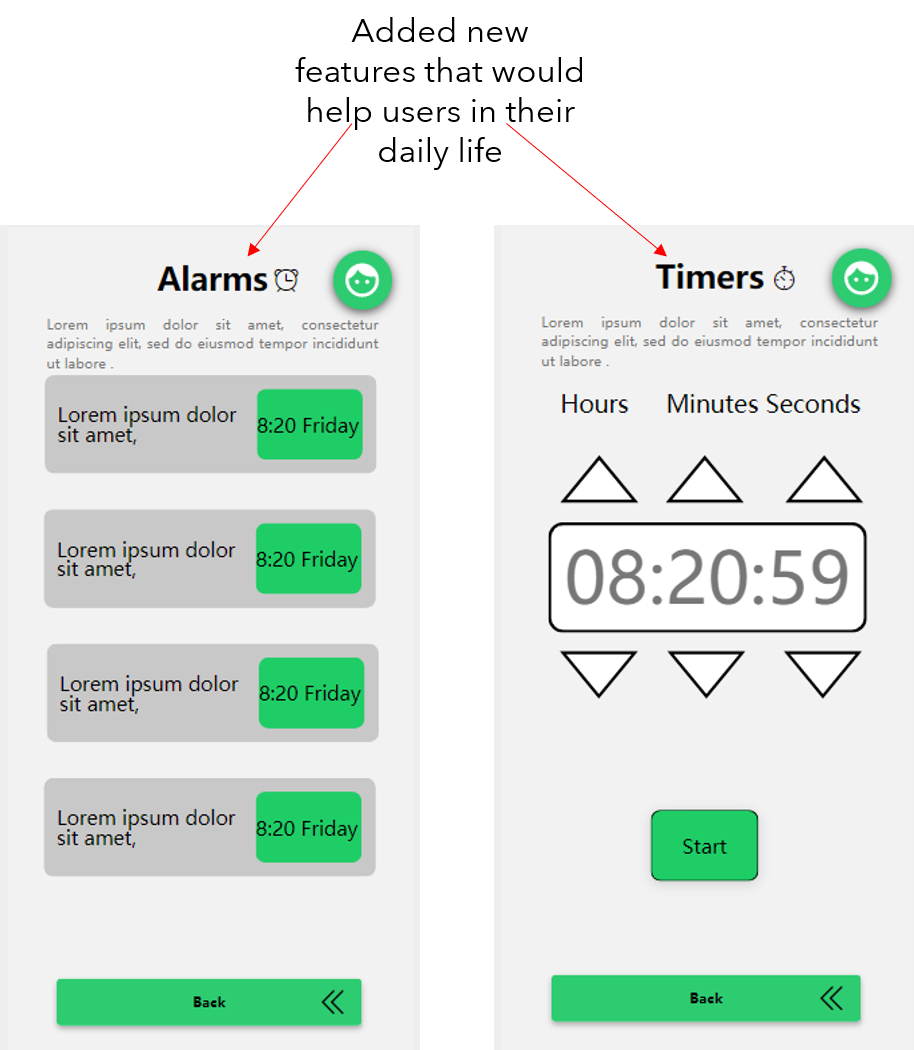 Added new
features that would
help users in their
daily life
Alarms
Lorem ipsum dolor sit amet, consectetur
adipiscing elit, sed do eiusmod tempor incididunt
ut labore .
Lorem ipsum dolor
sit amet,
8:20 Friday
Lorem ipsum dolor
sit amet,
8:20 Friday
Lorem ipsum dolor
sit amet,
8:20 Friday
Lorem ipsum dolor
sit amet,
8:20 Friday
Back
Timers
Lorem ipsum dolor sit amet, consectetur
adipiscing elit, sed do eiusmod tempor incididunt
ut labore .
Hours Minutes Seconds
08:20:59
Start
Back